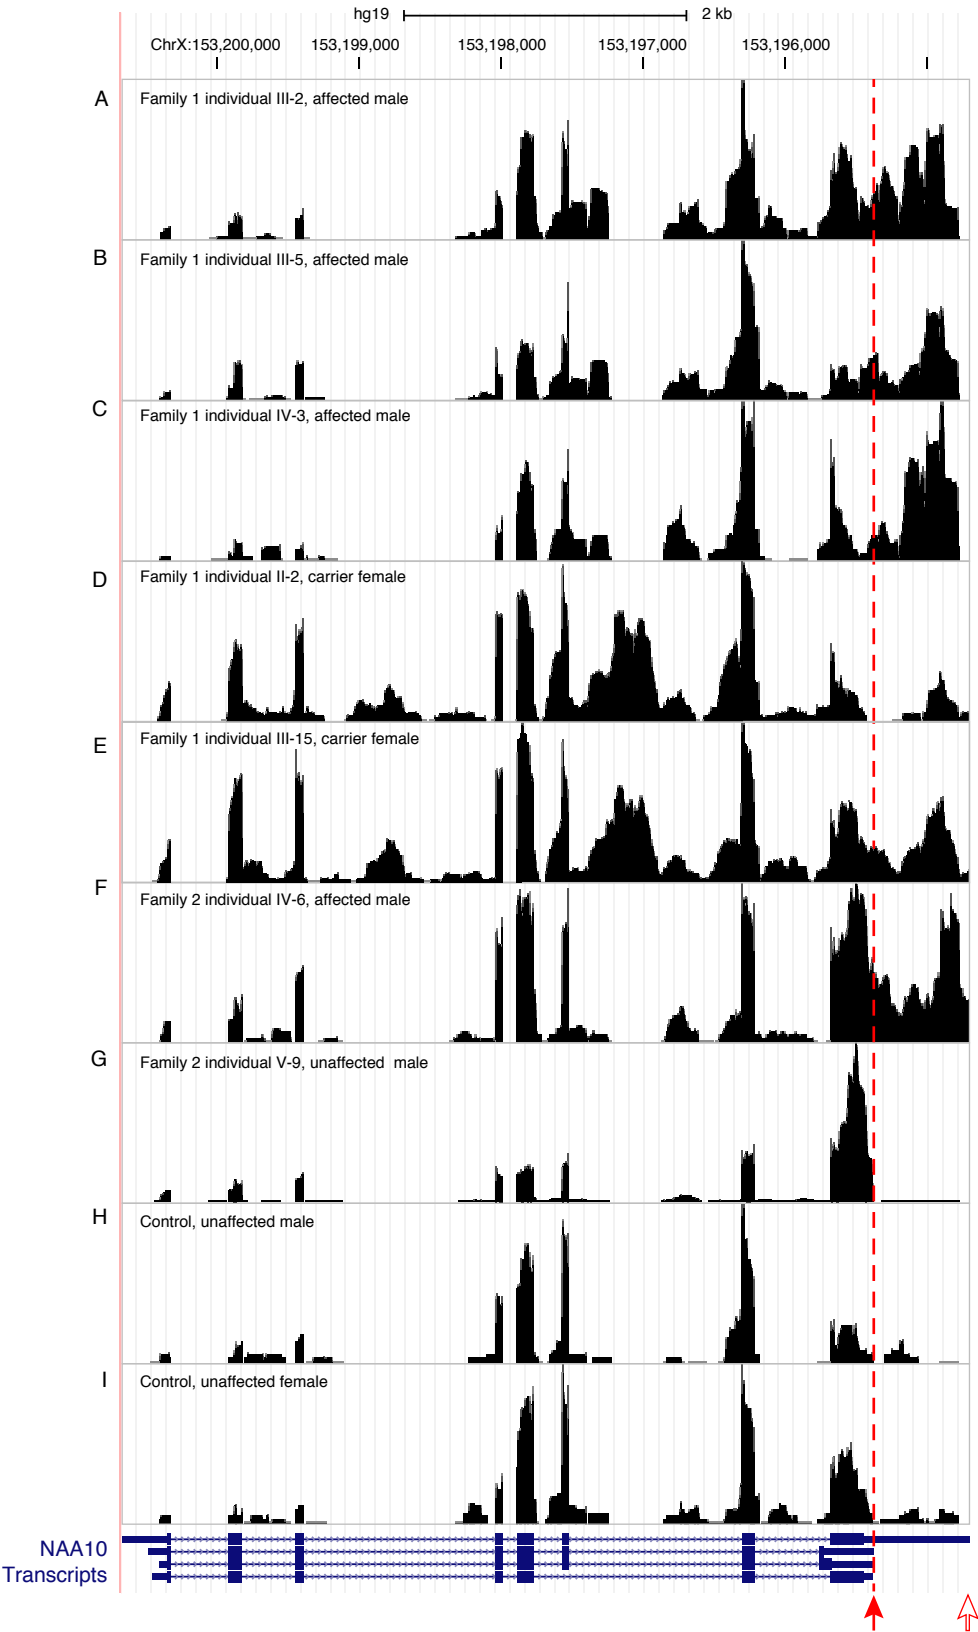 hg19 2 kb
ChrX:153,200,000 153,199,000 153,198,000 153,197,000 153,196,000
A Family 1 individual III-2, affected male
B Family 1 individual III-5, affected male
C Family 1 individual IV-3, affected male
D Family 1 individual II-2, carrier female
E Family 1 individual III-15, carrier female
F Family 2 individual IV-6, affected male
G Family 2 individual V-9, unaffected male
H Control, unaffected male
I Control, unaffected female
NAA10
Transcripts